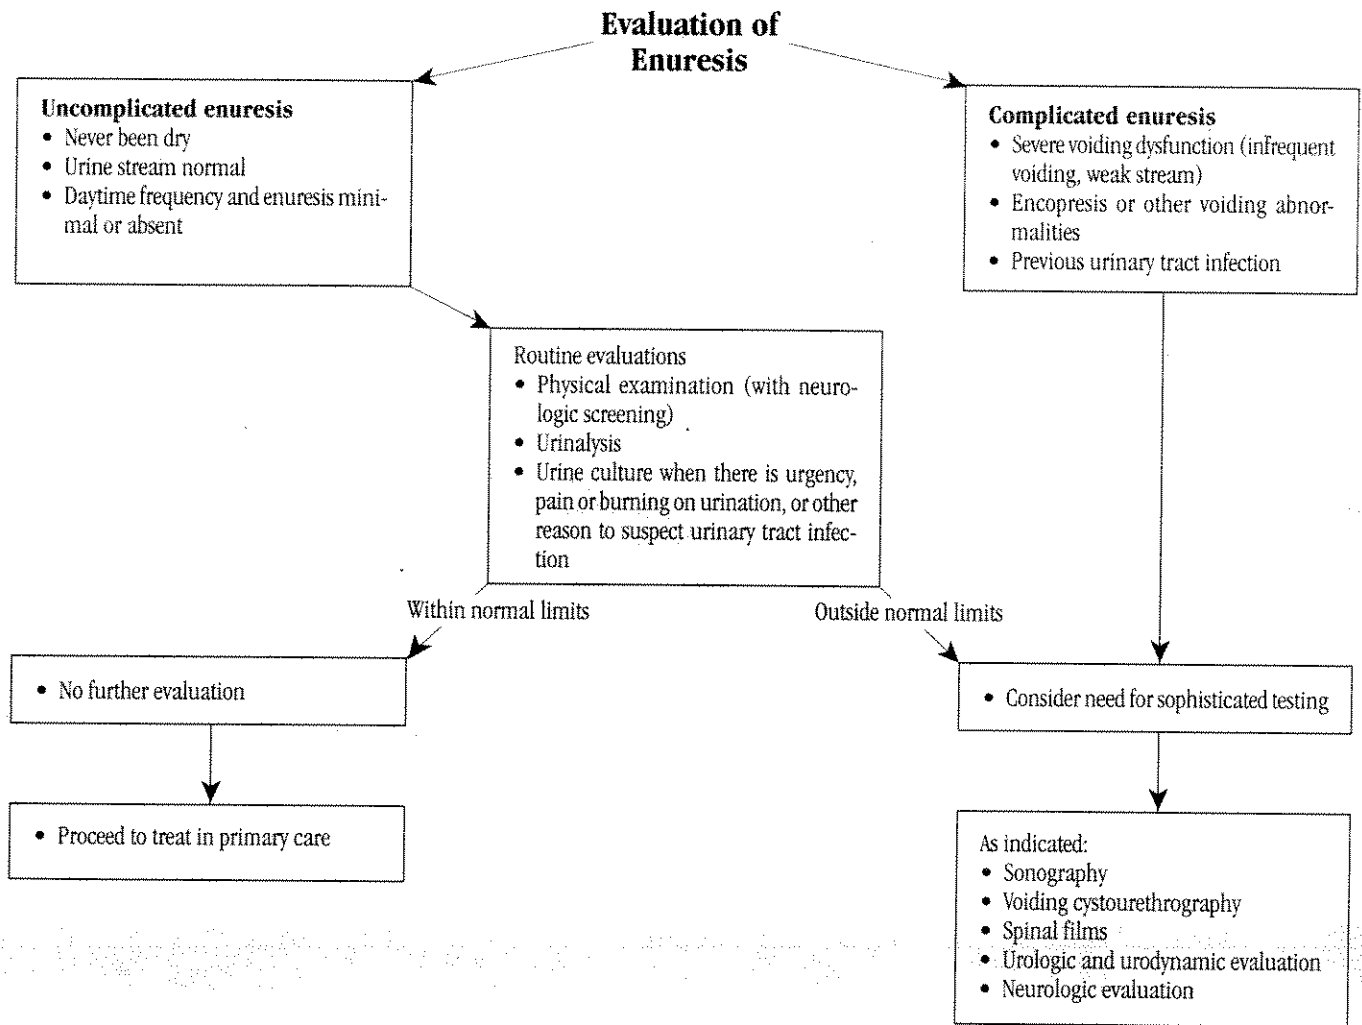 Evaluation of
Enuresis
Uncomplicated enuresis
• Never been dry
• Urine stream normal
• Daytime frequency and enuresis mini-
mal or absent
Complicated enuresis
• Severe voiding dysfunction (infrequent
voiding, weak stream)
• Encopresis or other voiding abnor-
malities
• Previous urinary tract infection
Routine evaluations
• Physical examination (with neuro-
logic screening)
• Urinalysis
• Urine culture when there is urgency,
pain or burning on urination, or other
reason to suspect urinary tract infec-
tion
Within normal limits
Outside normal limits
• No further evaluation
• Consider need for sophisticated testing
• Proceed to treat in primary care
As indicated:
• Sonography
• Voiding cystourethrography
• Spinal films
• Urologic and urodynamic evaluation
• Neurologic evaluation